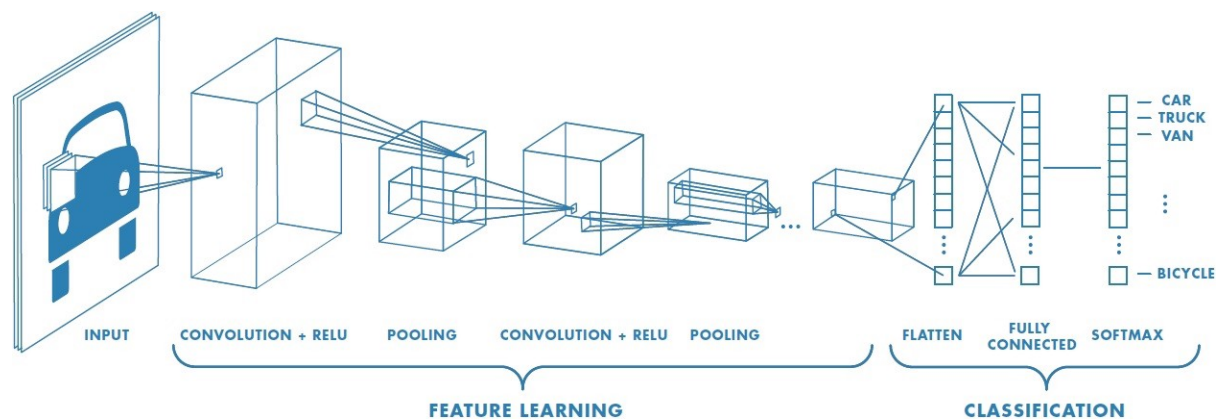 CAR
TRUCK
VAN
BICYCLE
INPUT
CONVOLUTION + RELU
POOLING
CONVOLUTION + RELU
POOLING
FLATTEN
FULLY
CONNECTED
SOFTMAX
FEATURE LEARNING
CLASSIFICATION